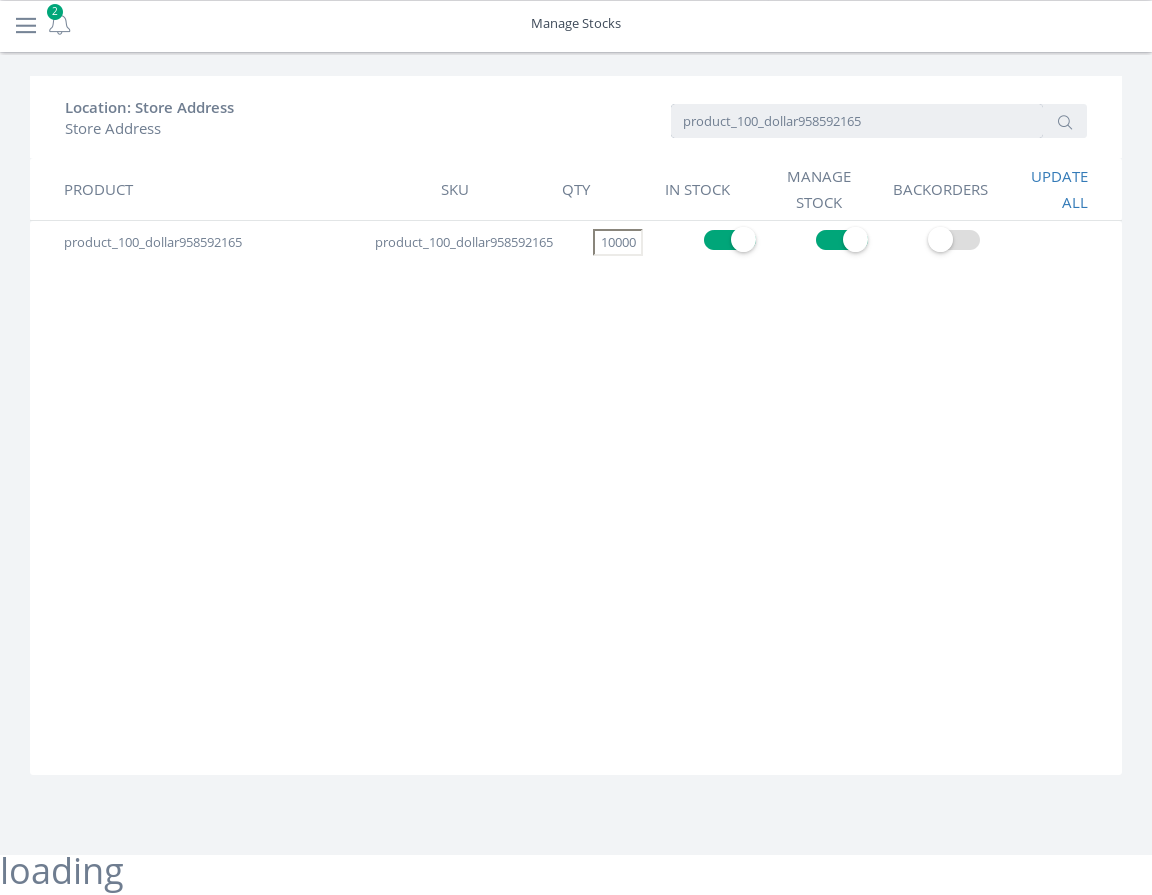 2
Manage Stocks
Location: Store Address
Store Address
product_100_dollar958592165
PRODUCT SKU QTY IN STOCK MANAGE STOCK BACKORDERS UPDATE ALL
product_100_dollar958592165 product_100_dollar958592165 10000
loading